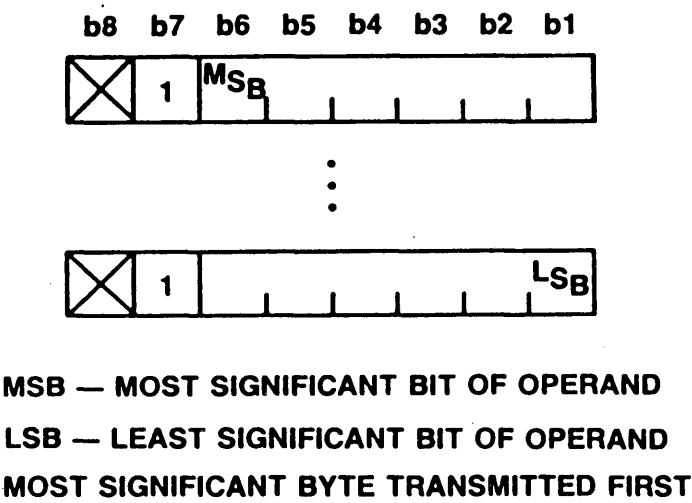 b8 b7 b6 b5 b4 b3 b2 b1
1 MSB
1 LSB
MSB — MOST SIGNIFICANT BIT OF OPERAND
LSB — LEAST SIGNIFICANT BIT OF OPERAND
MOST SIGNIFICANT BYTE TRANSMITTED FIRST